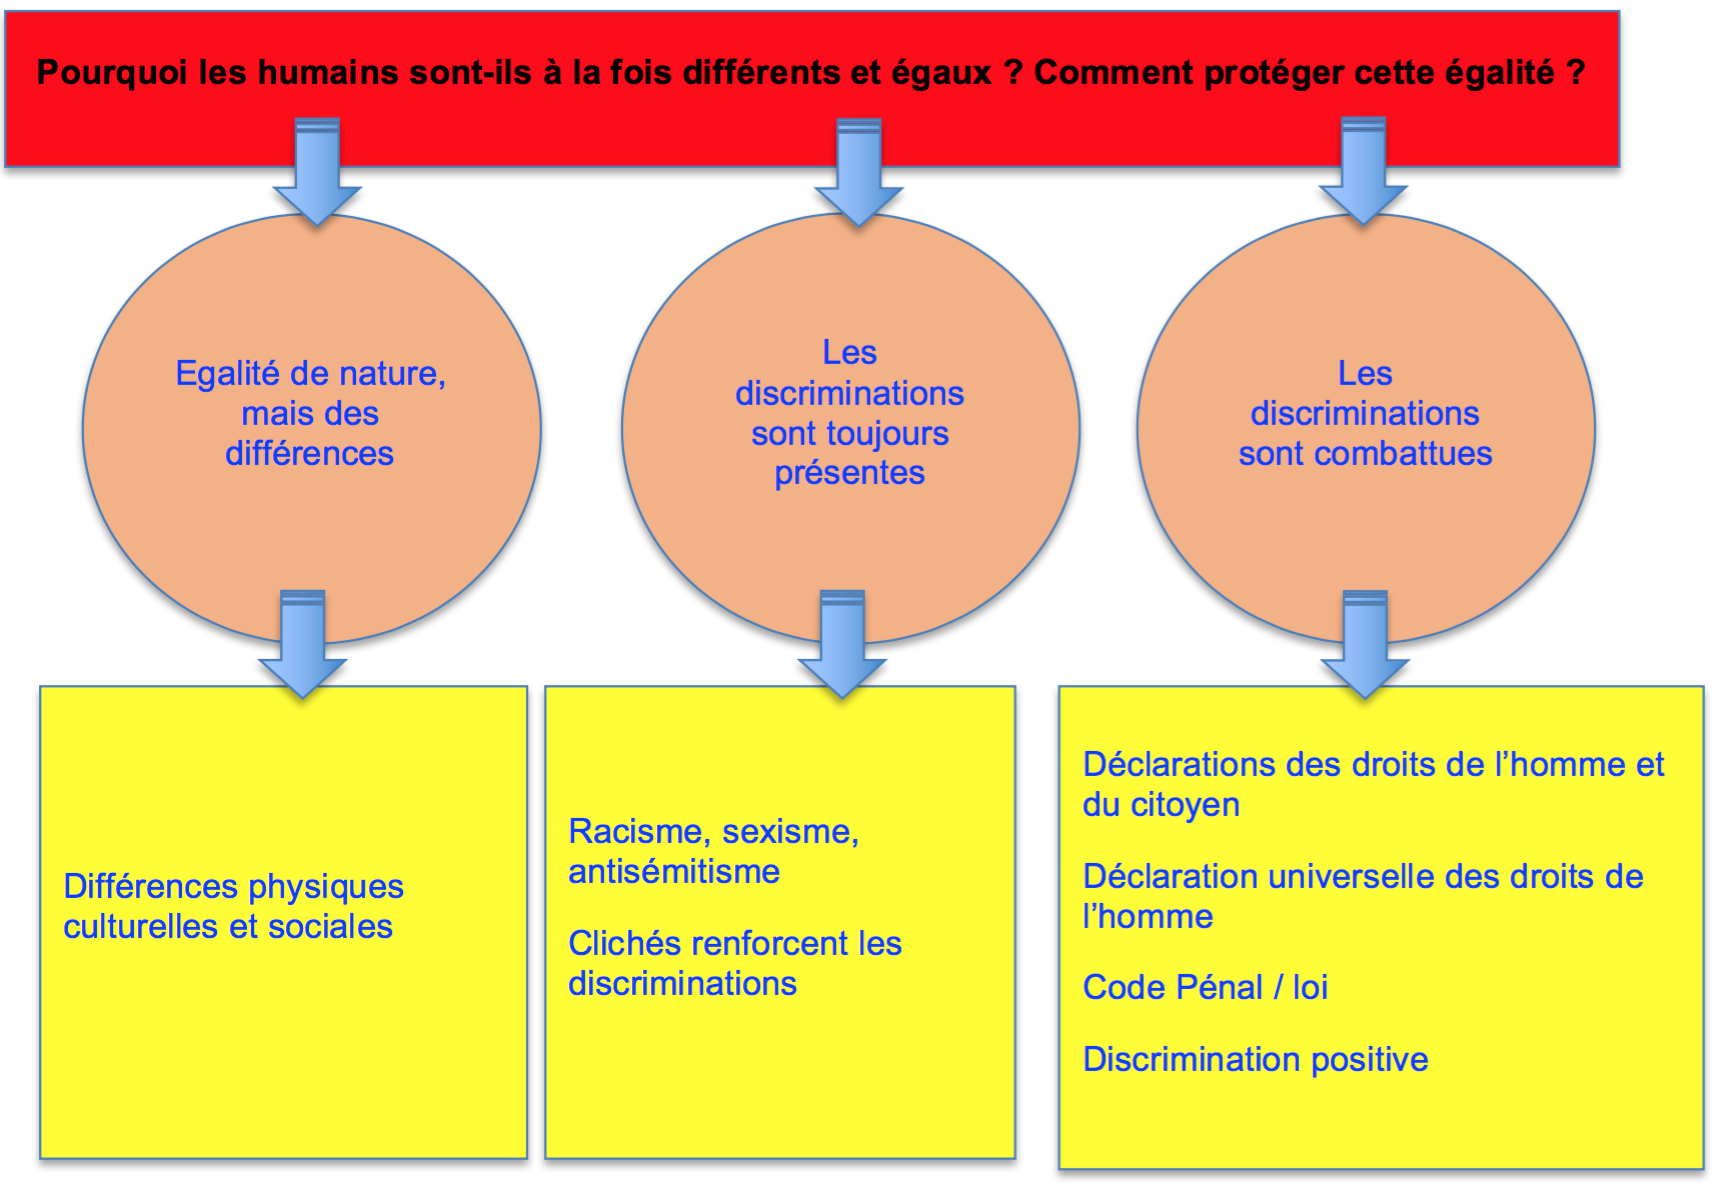 Pourquoi les humains sont-ils à la fois différents et égaux ? Comment protéger cette égalité ?
Egalité de nature,
mais des
différences
Les
discriminations
sont toujours
présentes
Les
discriminations
sont combattues
Différences physiques
culturelles et sociales
Racisme, sexisme,
antisémitisme
Clichés renforcent les
discriminations
Déclarations des droits de l’homme et
du citoyen
Déclaration universelle des droits de
l’homme
Code Pénal / loi
Discrimination positive